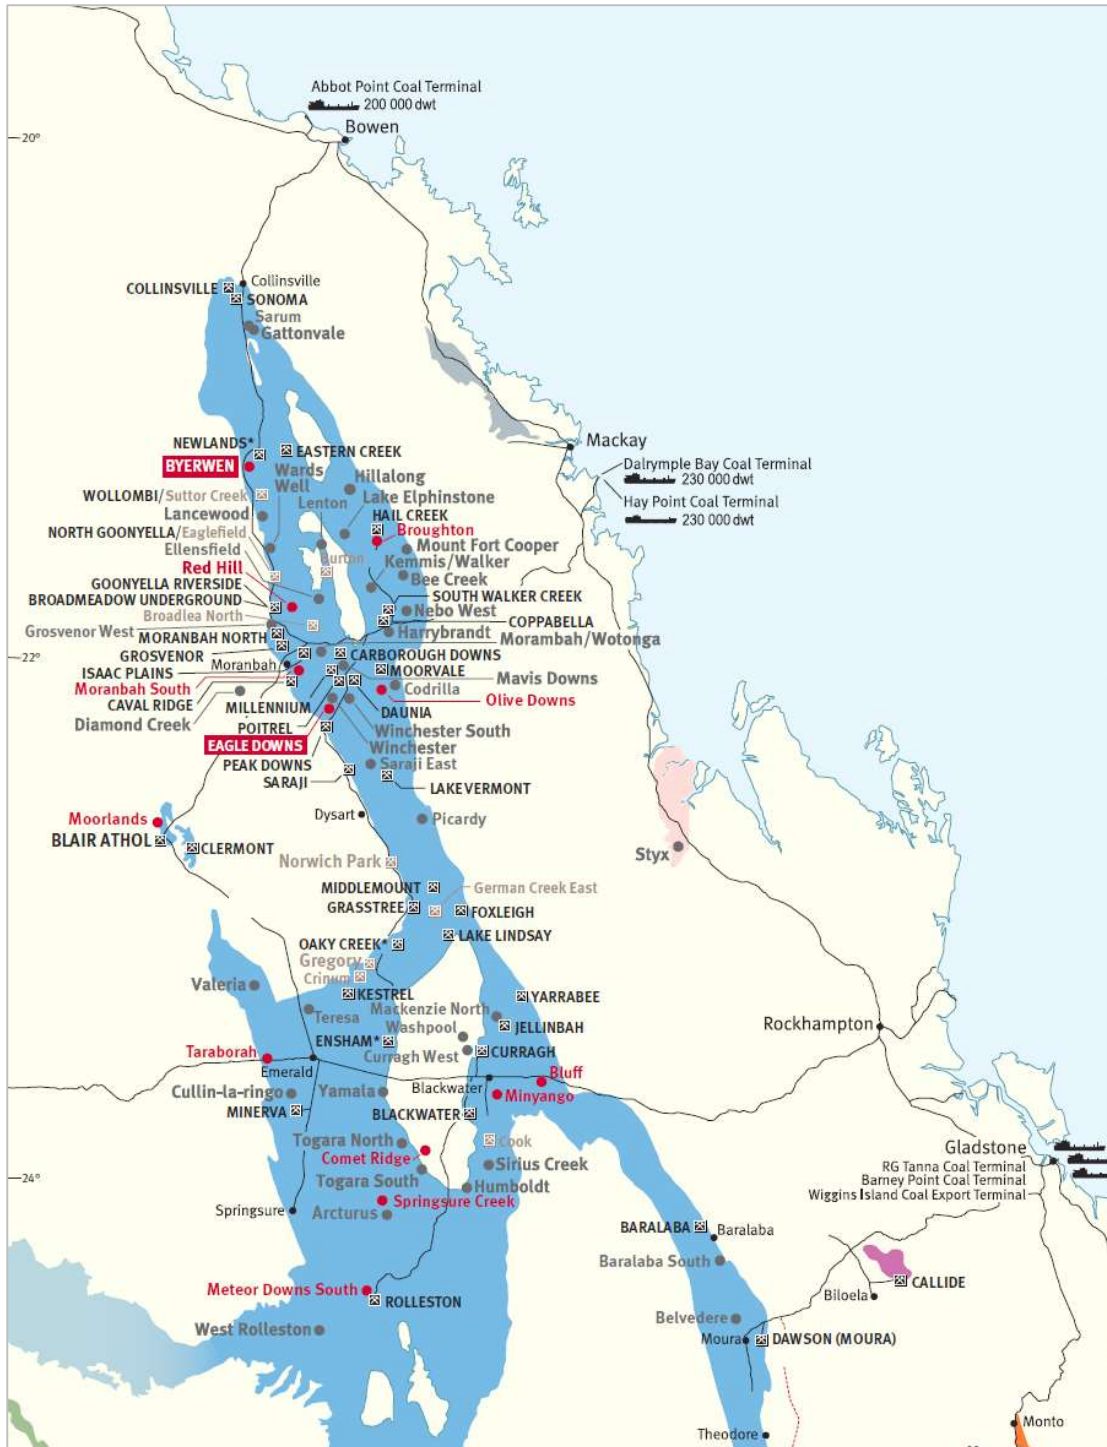 Abbot Point Coal Terminal
200 000 dwt
Bowen
20°
Collinsville
COLLINSVILLE
SONOMA
Sarum
Gattonvale
Mackay
NEWLANDS*
EASTERN CREEK
BYERWEN
Wards
Well
Hillalong
Dalrymple Bay Coal Terminal
230 000 dwt
WOLLOMBI/Suttor Creek
Lenton
Lake Elphinstone
Hay Point Coal Terminal
230 000 dwt
Lancewood
HAIL CREEK
NORTH GOONYELLA/Eaglefield
Broughton
Ellensfield
Burton
Mount Fort Cooper
Red Hill
Kemmis/Walker
GOONYELLA RIVERSIDE
Bee Creek
BROADMEADOW UNDERGROUND
SOUTH WALKER CREEK
Broadlea North
Nebo West
COPPABELLA
Grosvenor West
Harrybrandt
MORANBAH NORTH
Morambah/Wotonga
22°
GROSVENOR
CARBOROUGH DOWNS
Moranbah
ISAAC PLAINS
MOORVALE
Mavis Downs
Moranbah South
Codrilla
CAVAL RIDGE
Olive Downs
MILLENNIUM
DAUNIA
Diamond Creek
POITREL
Winchester South
EAGLE DOWNS
Winchester
PEAK DOWNS
Saraji East
SARAJI
LAKE VERMONT
Dysart
Moorlands
Picardy
BLAIR ATHOL
CLERMONT
Styx
Norwich Park
MIDDLEMOUNT
German Creek East
GRASSTREE
FOXLEIGH
LAKE LINDSAY
OAKY CREEK*
Gregory
Crinum
Valeria
KESTREL
YARRABEE
Teresa
Mackenzie North
Rockhampton
Washpool
JELLINBAH
ENSHAM*
Curragh West
CURRAGH
Taraborah
Emerald
Bluff
Blackwater
Cullin-la-ringo
Yamala
Minyango
MINERVA
BLACKWATER
Togara North
Cook
Gladstone
Comet Ridge
Sirius Creek
RG Tanna Coal Terminal
Togara South
Barney Point Coal Terminal
24°
Humboldt
Wiggins Island Coal Export Terminal
Springsure Creek
Springsure
Arcturus
BARALABA
Baralaba
Baralaba South
Meteor Downs South
CALLIDE
ROLLESTON
Biloela
Belvedere
West Rolleston
Moura
DAWSON (MOURA)
Monto
Theodore